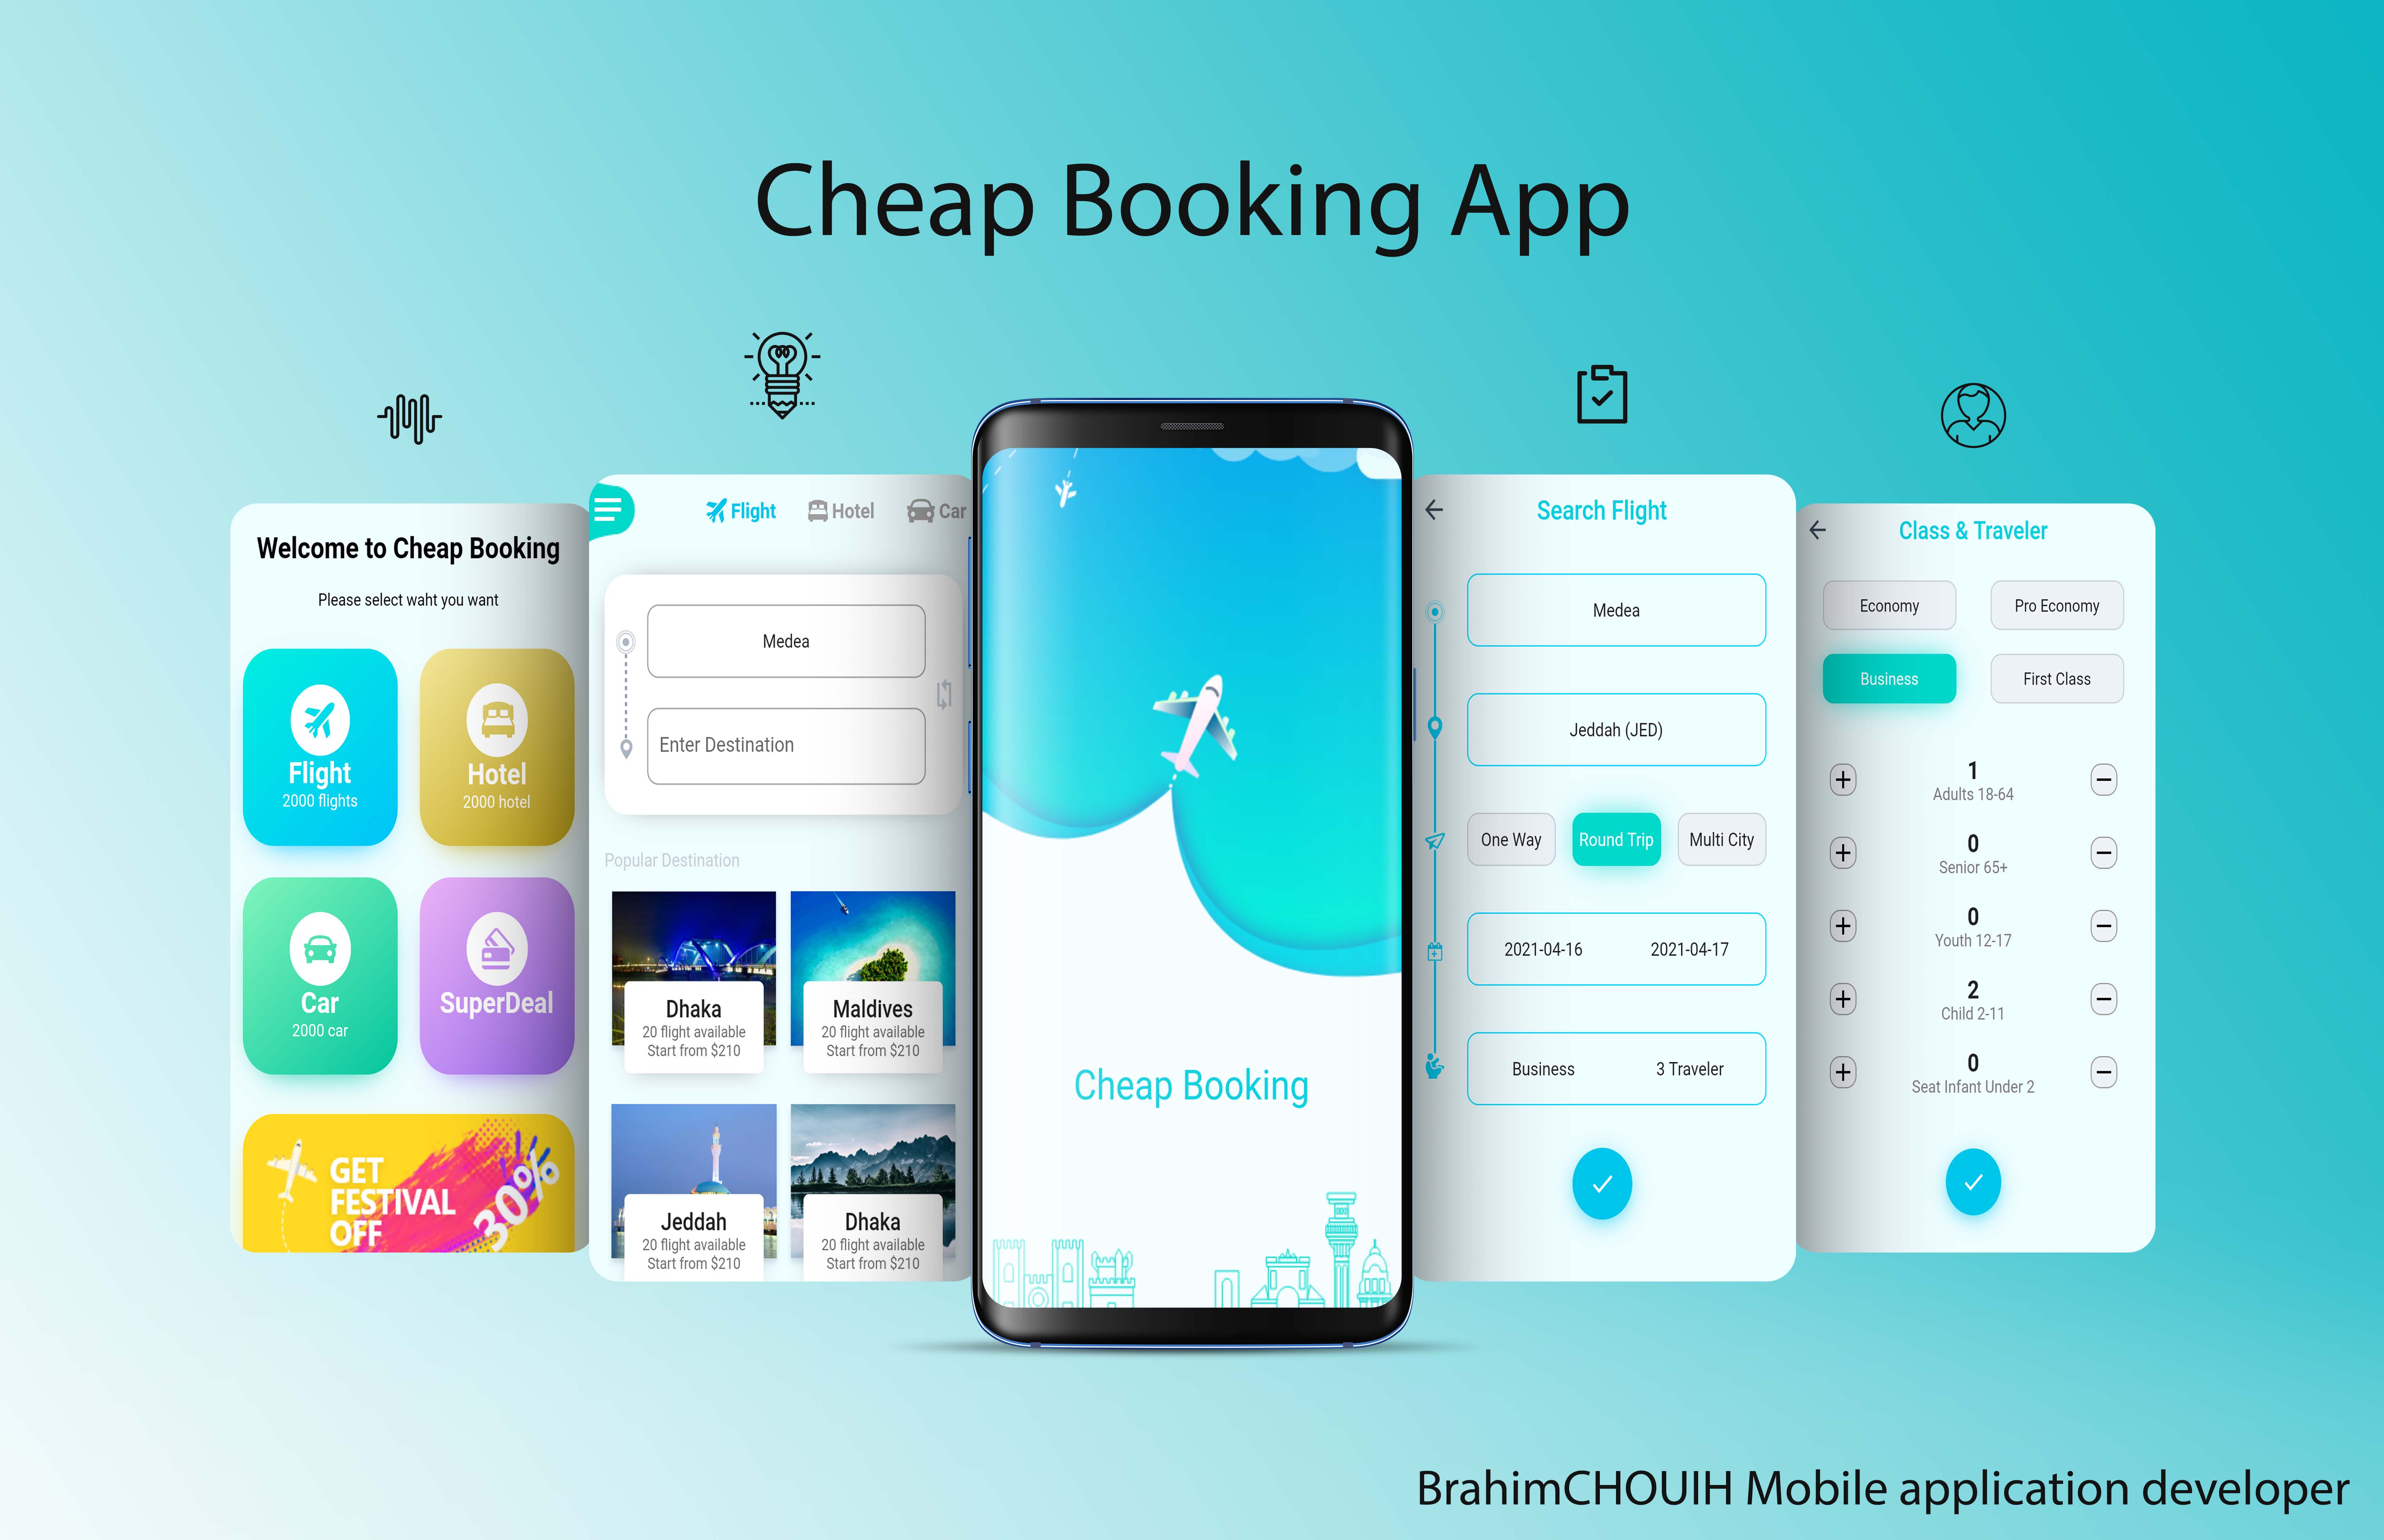 Cheap Booking App
Welcome to Cheap Booking
Please select waht you want
Flight
2000 flights
Hotel
2000 hotel
Car
2000 car
SuperDeal
GET
FESTIVAL
OFF
30%
Flight
Hotel
Car
Medea
Enter Destination
Popular Destination
Dhaka
20 flight available
Start from $210
Maldives
20 flight available
Start from $210
Jeddah
20 flight available
Start from $210
Dhaka
20 flight available
Start from $210
Cheap Booking
Search Flight
Medea
Jeddah (JED)
One Way
Round Trip
Multi City
2021-04-16
2021-04-17
Business
3 Traveler
Class & Traveler
Economy
Pro Economy
Business
First Class
1
Adults 18-64
0
Senior 65+
0
Youth 12-17
2
Child 2-11
0
Seat Infant Under 2
BrahimCHOUIH Mobile application developer